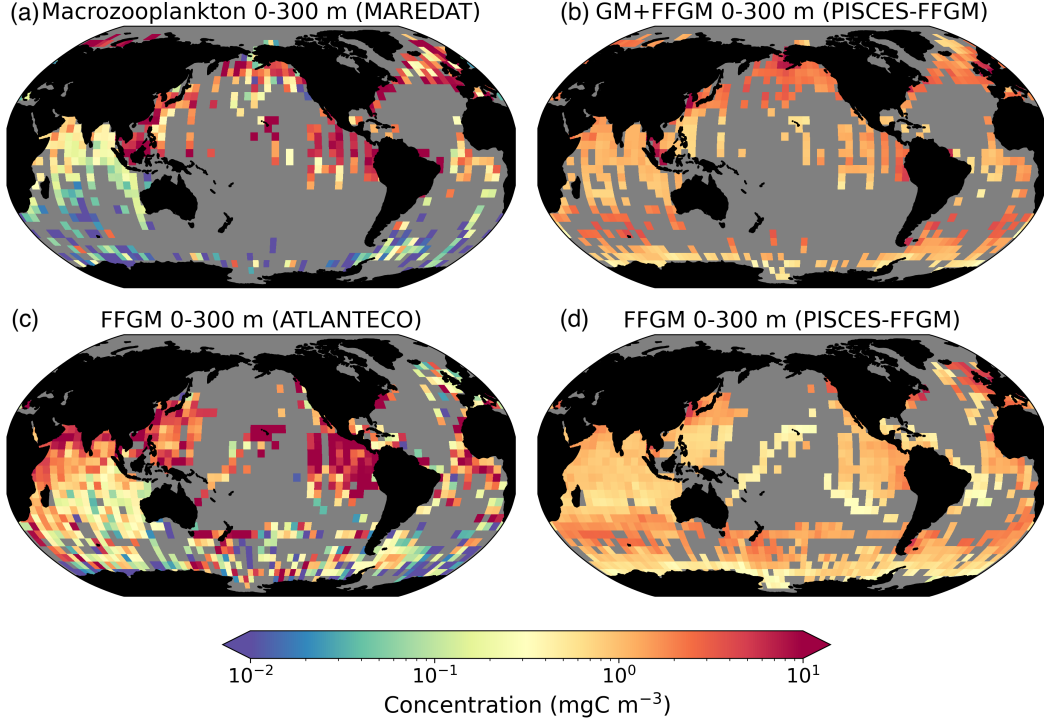 (a) Macrozooplankton 0-300 m (MAREDAT)
(b) GM+FFGM 0-300 m (PISCES-FFGM)
(c) FFGM 0-300 m (ATLANTECO)
(d) FFGM 0-300 m (PISCES-FFGM)
10⁻² 10⁻¹ 10⁰ 10¹
Concentration (mgC m⁻³)